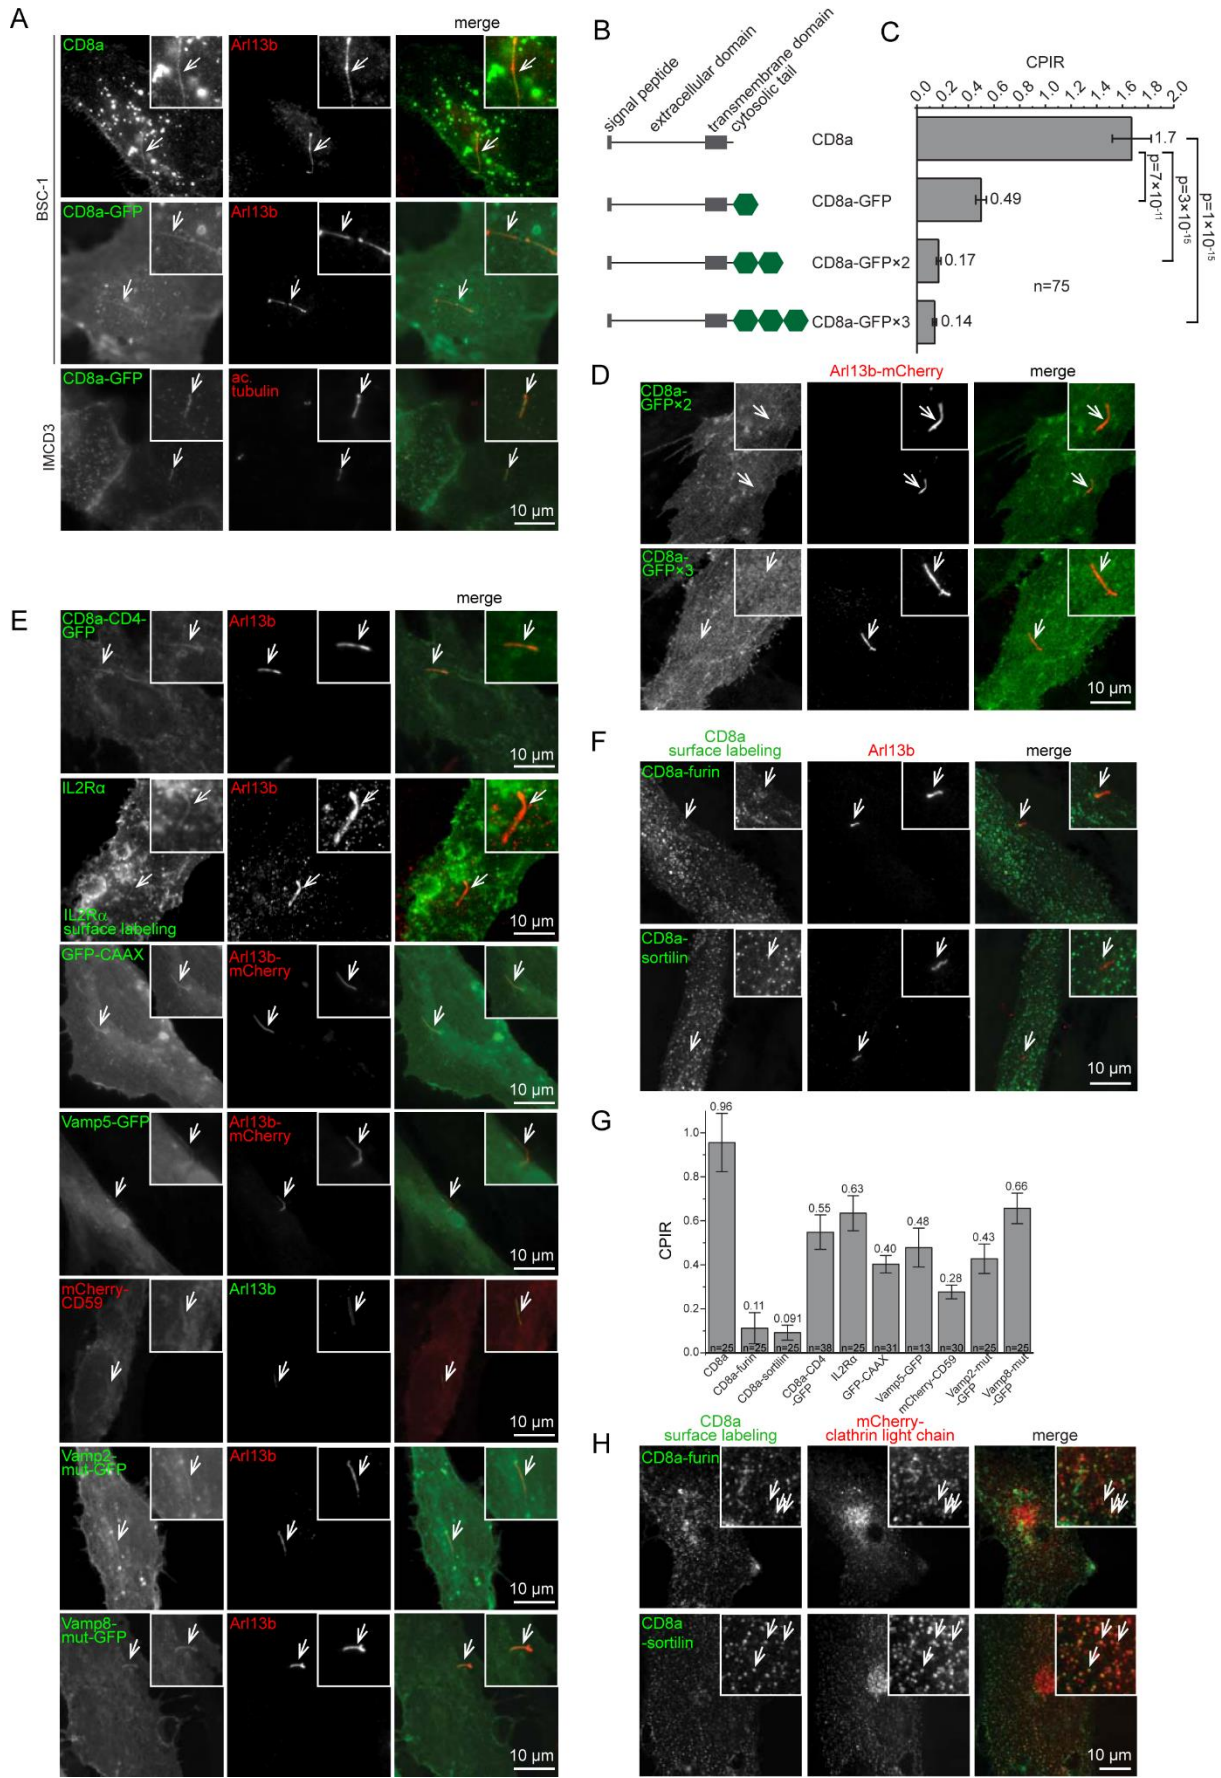 A
merge
BSC-1
CD8a
Arl13b
CD8a-GFP
Arl13b
IMCD3
CD8a-GFP
ac.
tubulin
10 µm
B
signal peptide
extracellular domain
transmembrane domain
cytosolic tail
CD8a
CD8a-GFP
CD8a-GFP×2
CD8a-GFP×3
C
CPIR
0.0
0.2
0.4
0.6
0.8
1.0
1.2
1.4
1.6
1.8
2.0
1.7
0.49
0.17
0.14
n=75
p=7×10-11
p=3×10-15
p=1×10-15
D
Arl13b-mCherry
merge
CD8a-
GFP×2
CD8a-
GFP×3
10 µm
E
merge
CD8a-CD4-
GFP
Arl13b
10 µm
IL2Rα
Arl13b
IL2Rα
surface labeling
10 µm
GFP-CAAX
Arl13b-
mCherry
10 µm
Vamp5-GFP
Arl13b-
mCherry
10 µm
mCherry-
CD59
Arl13b
10 µm
Vamp2-
mut-GFP
Arl13b
10 µm
Vamp8-
mut-GFP
Arl13b
10 µm
F
CD8a
surface labeling
Arl13b
merge
CD8a-furin
CD8a-
sortilin
10 µm
G
CPIR
1.0
0.8
0.6
0.4
0.2
0.0
0.96
0.11
0.091
0.55
0.63
0.40
0.48
0.28
0.43
0.66
n=25
n=25
n=25
n=38
n=25
n=31
n=13
n=30
n=25
n=25
CD8a
CD8a-furin
CD8a-sortilin
CD8a-CD4
-GFP
IL2Rα
GFP-CAAX
Vamp5-GFP
mCherry-CD59
Vamp2-mut
-GFP
Vamp8-mut
-GFP
H
CD8a
surface labeling
mCherry-
clathrin light chain
merge
CD8a-furin
CD8a
-sortilin
10 µm